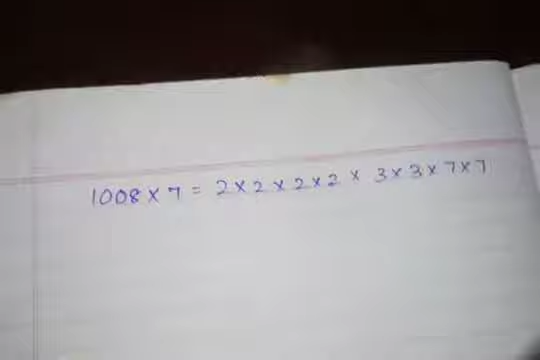 1008 × 7 = 2 × 2 × 2 × 2 × 3 × 3 × 7 × 7